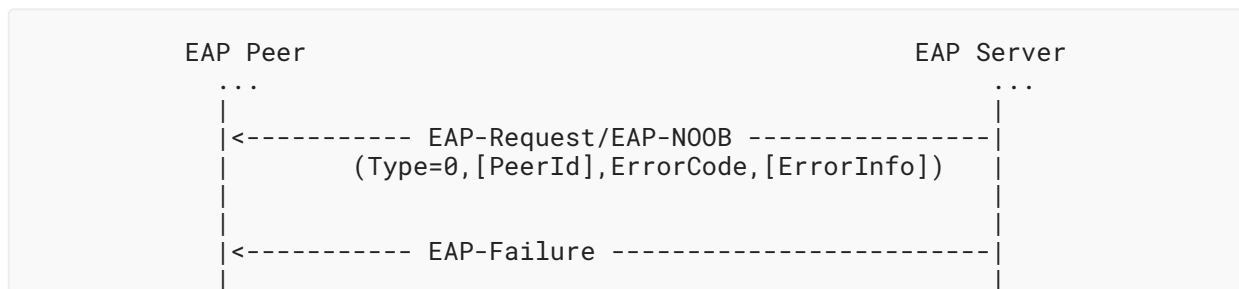 EAP Peer                                        EAP Server
  ...                                                ...
  |                                                  |
  |<----------- EAP-Request/EAP-NOOB ----------------|
  |        (Type=0,[PeerId],ErrorCode,[ErrorInfo])   |
  |                                                  |
  |                                                  |
  |<----------- EAP-Failure -------------------------|
  |                                                  |